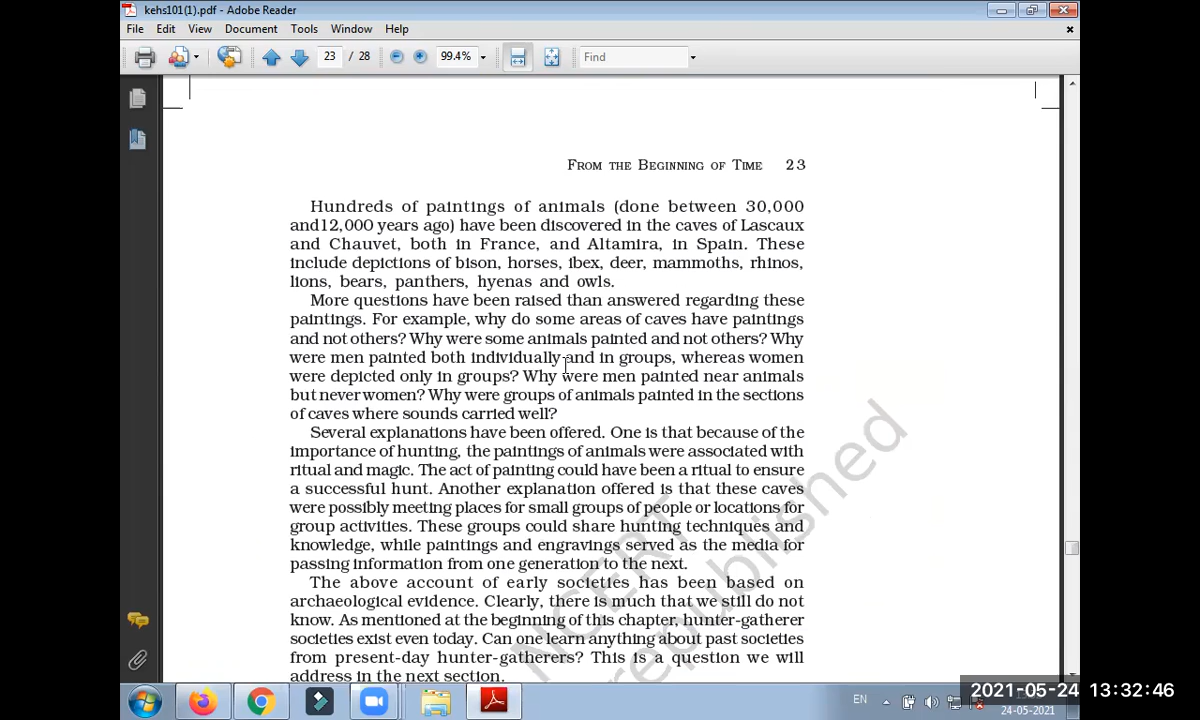 kehs101(1).pdf - Adobe Reader
File Edit View Document Tools Window Help
23 / 28 99.4% Find
FROM THE BEGINNING OF TIME 23
Hundreds of paintings of animals (done between 30,000
and12,000 years ago) have been discovered in the caves of Lascaux
and Chauvet, both in France, and Altamira, in Spain. These
include depictions of bison, horses, ibex, deer, mammoths, rhinos,
lions, bears, panthers, hyenas and owls.
More questions have been raised than answered regarding these
paintings. For example, why do some areas of caves have paintings
and not others? Why were some animals painted and not others? Why
were men painted both individually and in groups, whereas women
were depicted only in groups? Why were men painted near animals
but never women? Why were groups of animals painted in the sections
of caves where sounds carried well?
Several explanations have been offered. One is that because of the
importance of hunting, the paintings of animals were associated with
ritual and magic. The act of painting could have been a ritual to ensure
a successful hunt. Another explanation offered is that these caves
were possibly meeting places for small groups of people or locations for
group activities. These groups could share hunting techniques and
knowledge, while paintings and engravings served as the media for
passing information from one generation to the next.
The above account of early societies has been based on
archaeological evidence. Clearly, there is much that we still do not
know. As mentioned at the beginning of this chapter, hunter-gatherer
societies exist even today. Can one learn anything about past societies
from present-day hunter-gatherers? This is a question we will
address in the next section.
NCERT
republished
EN
2021-05-24 13:32:46
24-05-2021